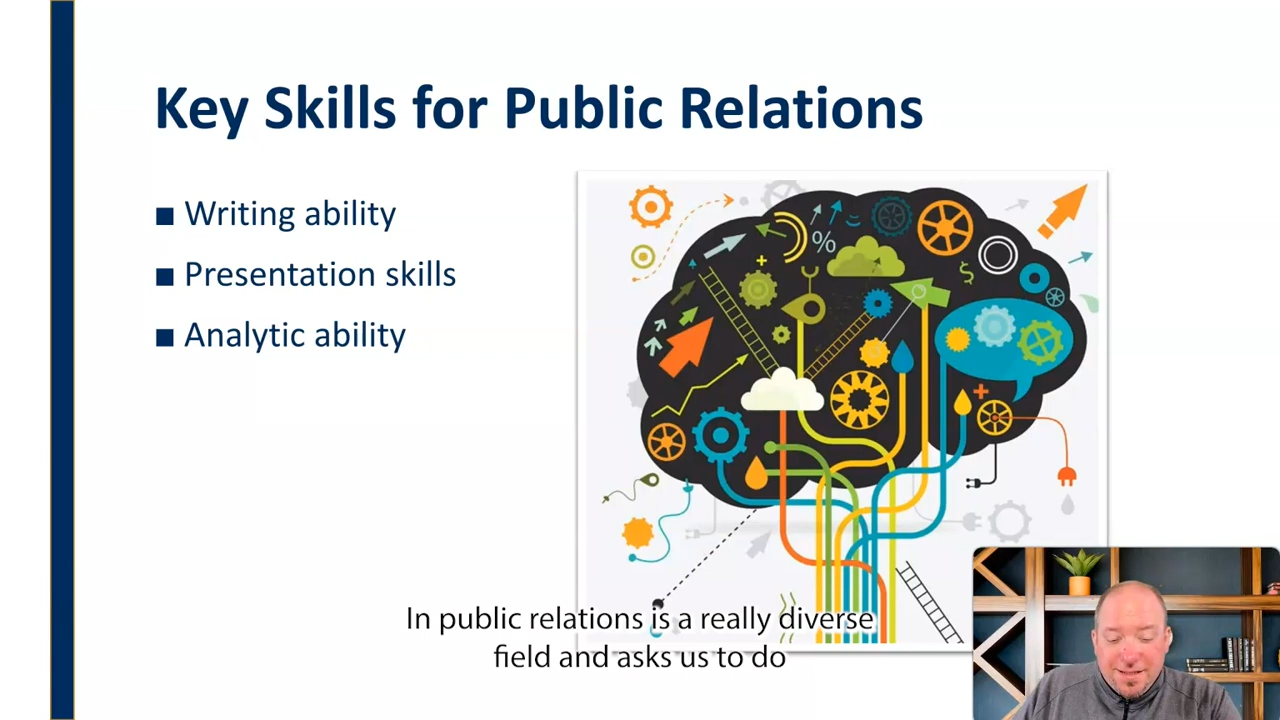 Key Skills for Public Relations
■ Writing ability
■ Presentation skills
■ Analytic ability
%
$
In public relations is a really diverse
field and asks us to do